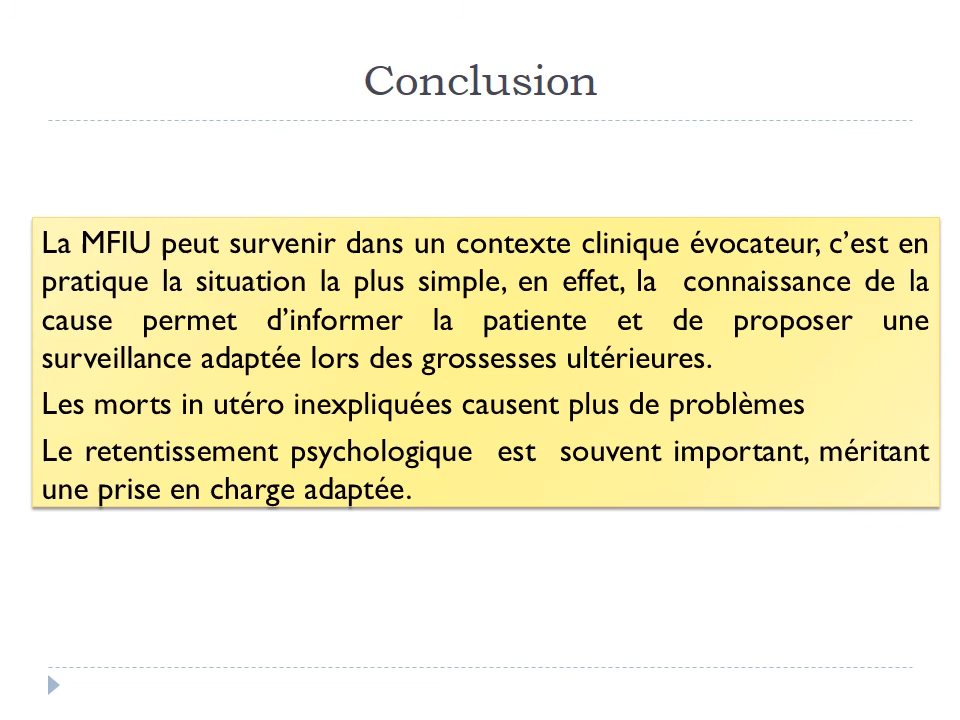 Conclusion
La MFIU peut survenir dans un contexte clinique évocateur, c’est en
pratique la situation la plus simple, en effet, la connaissance de la
cause permet d’informer la patiente et de proposer une
surveillance adaptée lors des grossesses ultérieures.
Les morts in utéro inexpliquées causent plus de problèmes
Le retentissement psychologique est souvent important, méritant
une prise en charge adaptée.